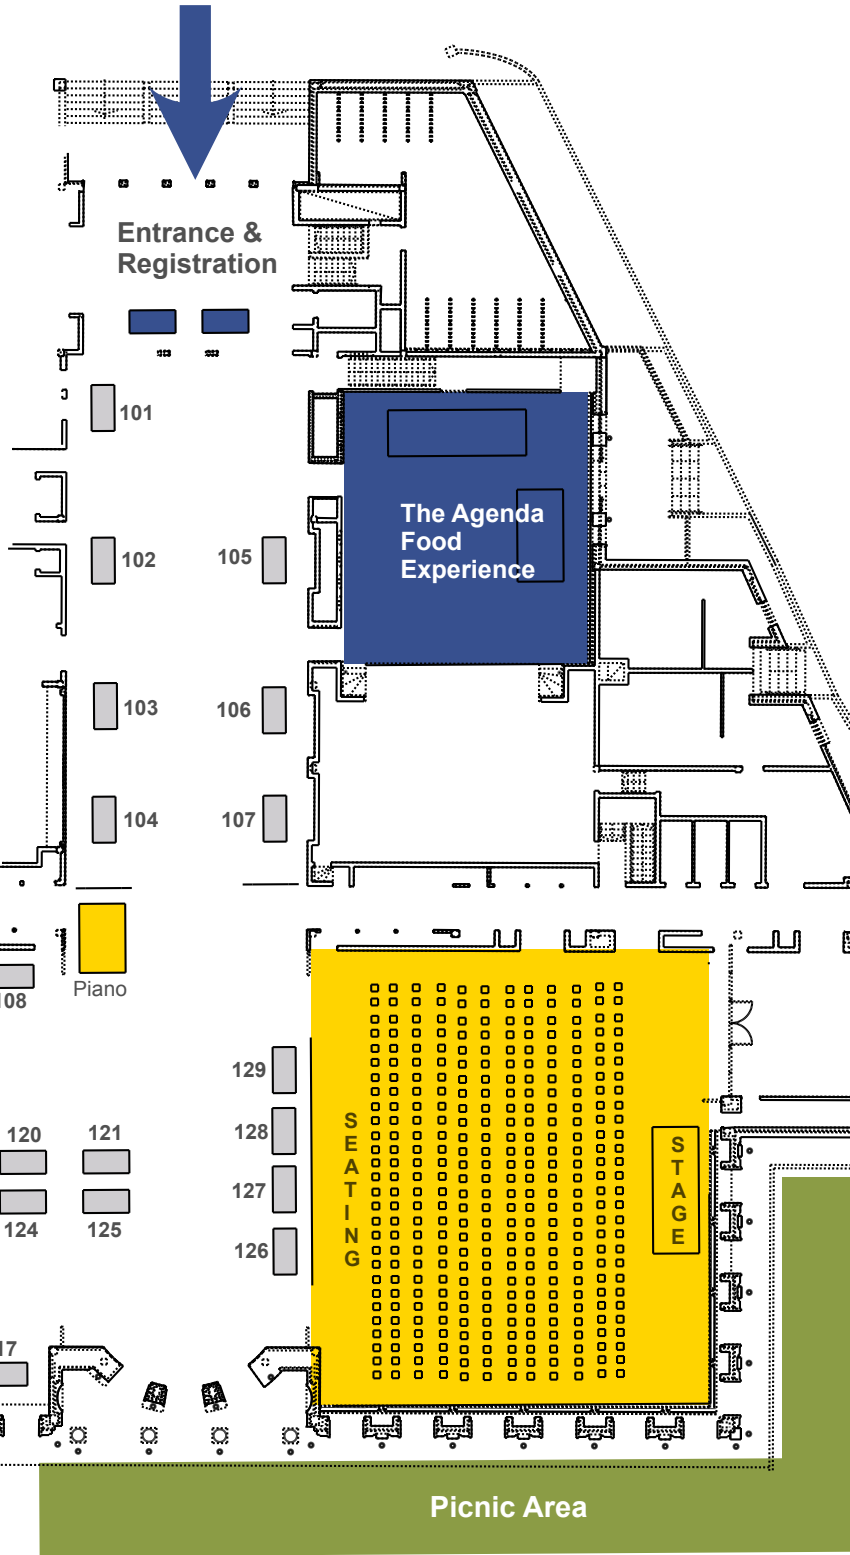 Entrance &
Registration
101
The Agenda
Food
Experience
102
105
103
106
104
107
108
Piano
129
128
127
126
120
121
124
125
SEATING
STAGE
17
Picnic Area